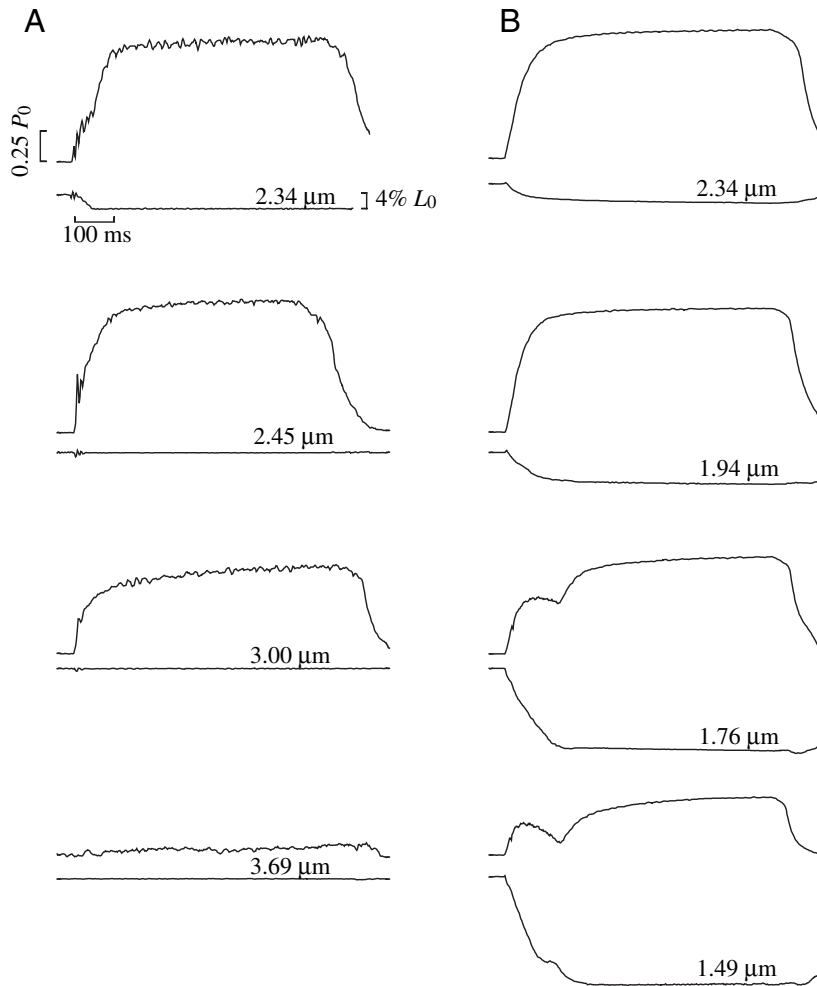 A
0.25 P0
2.34 µm
4% L0
100 ms
2.45 µm
3.00 µm
3.69 µm
B
2.34 µm
1.94 µm
1.76 µm
1.49 µm